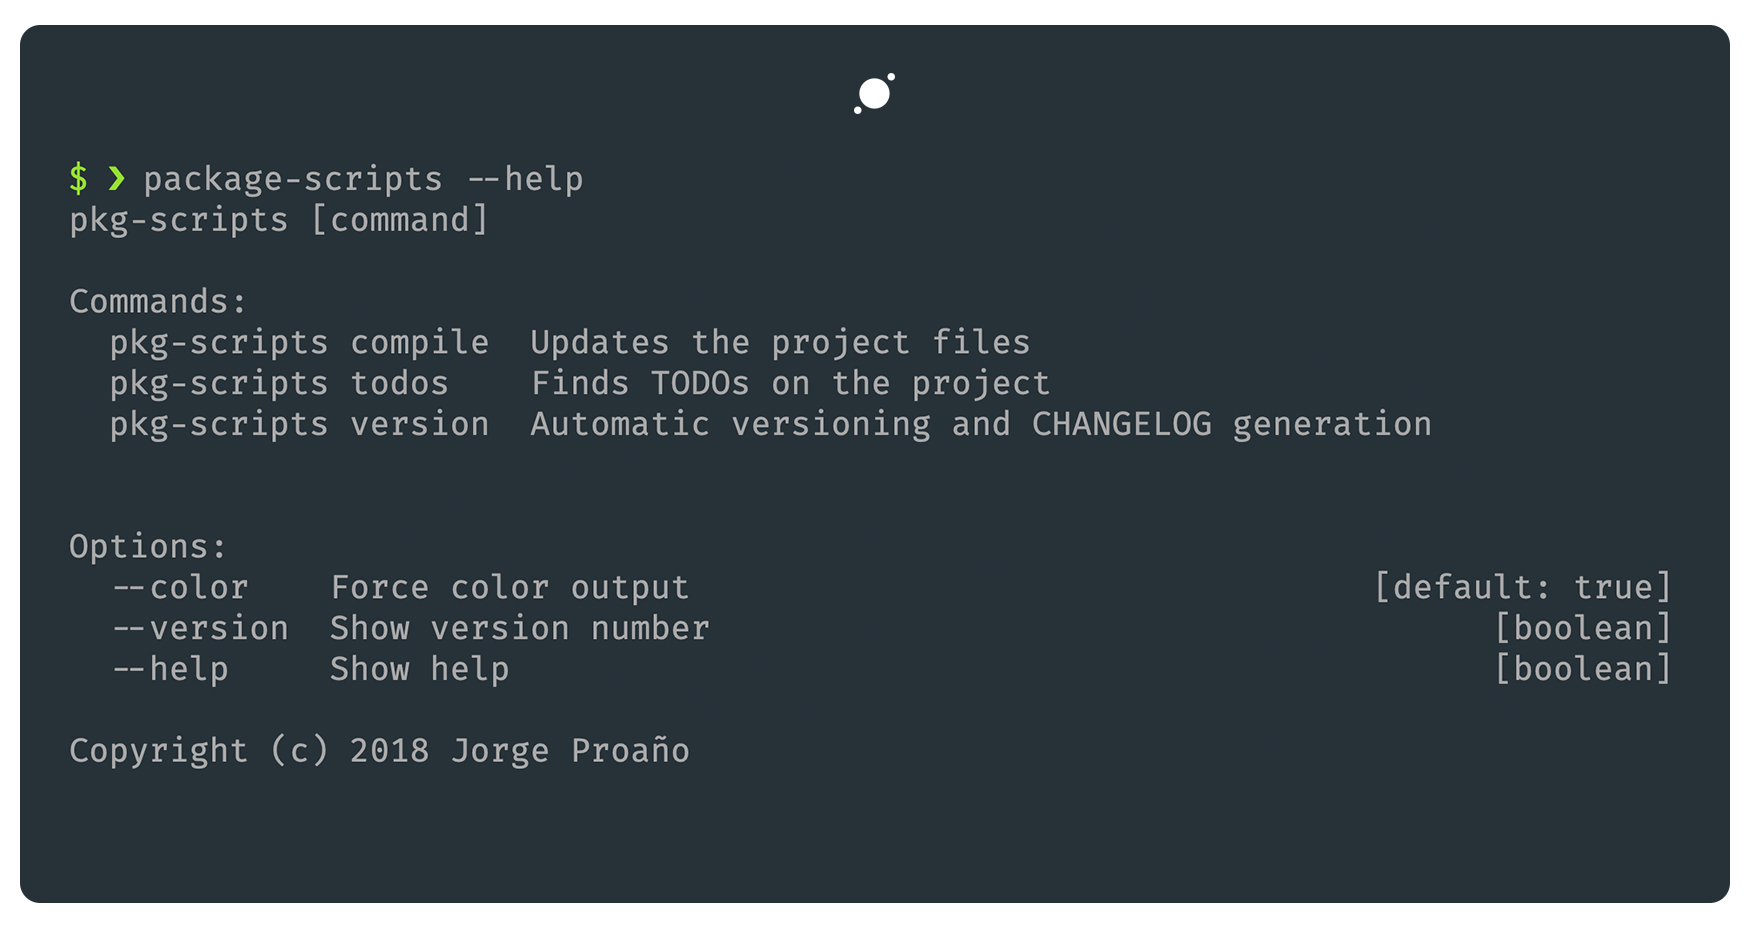 $ ❯ package-scripts --help
pkg-scripts [command]
Commands:
pkg-scripts compile  Updates the project files
pkg-scripts todos    Finds TODOs on the project
pkg-scripts version  Automatic versioning and CHANGELOG generation
Options:
--color    Force color output [default: true]
--version  Show version number [boolean]
--help     Show help [boolean]
Copyright (c) 2018 Jorge Proaño